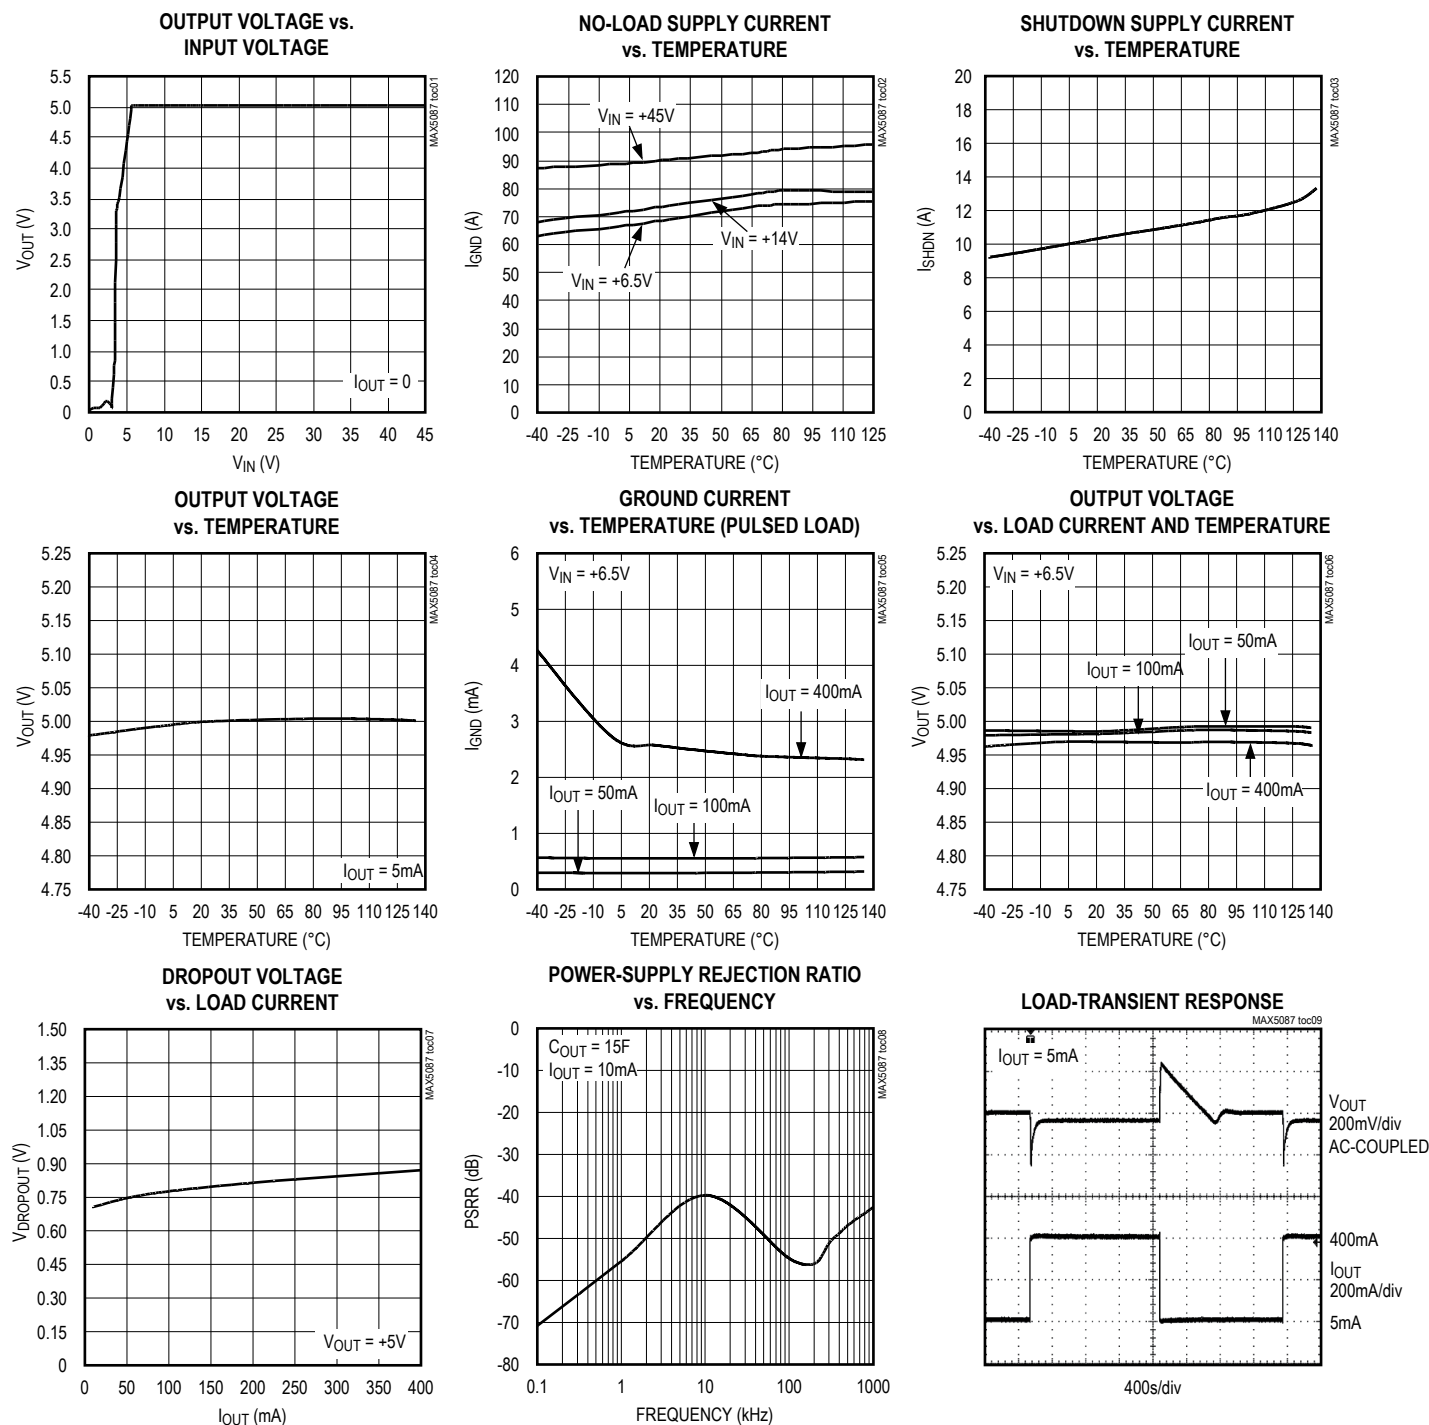 OUTPUT VOLTAGE vs.
INPUT VOLTAGE
5.5
5.0
4.5
4.0
3.5
3.0
2.5
2.0
1.5
1.0
0.5
0
VOUT (V)
MAX5087 toc01
IOUT = 0
0 5 10 15 20 25 30 35 40 45
VIN (V)
NO-LOAD SUPPLY CURRENT
vs. TEMPERATURE
120
110
100
90
80
70
60
50
40
30
20
10
0
IGND (A)
MAX5087 toc02
VIN = +45V
VIN = +14V
VIN = +6.5V
-40 -25 -10 5 20 35 50 65 80 95 110 125
TEMPERATURE (°C)
SHUTDOWN SUPPLY CURRENT
vs. TEMPERATURE
20
18
16
14
12
10
8
6
4
2
0
ISHDN (A)
MAX5087 toc03
-40 -25 -10 5 20 35 50 65 80 95 110 125 140
TEMPERATURE (°C)
OUTPUT VOLTAGE
vs. TEMPERATURE
5.25
5.20
5.15
5.10
5.05
5.00
4.95
4.90
4.85
4.80
4.75
VOUT (V)
MAX5087 toc04
IOUT = 5mA
-40 -25 -10 5 20 35 50 65 80 95 110 125 140
TEMPERATURE (°C)
GROUND CURRENT
vs. TEMPERATURE (PULSED LOAD)
6
5
4
3
2
1
0
IGND (mA)
MAX5087 toc05
VIN = +6.5V
IOUT = 400mA
IOUT = 50mA
IOUT = 100mA
-40 -25 -10 5 20 35 50 65 80 95 110 125 140
TEMPERATURE (°C)
OUTPUT VOLTAGE
vs. LOAD CURRENT AND TEMPERATURE
5.25
5.20
5.15
5.10
5.05
5.00
4.95
4.90
4.85
4.80
4.75
VOUT (V)
MAX5087 toc06
VIN = +6.5V
IOUT = 50mA
IOUT = 100mA
IOUT = 400mA
-40 -25 -10 5 20 35 50 65 80 95 110 125 140
TEMPERATURE (°C)
DROPOUT VOLTAGE
vs. LOAD CURRENT
1.50
1.35
1.20
1.05
0.90
0.75
0.60
0.45
0.30
0.15
0
VDROPOUT (V)
MAX5087 toc07
VOUT = +5V
0 50 100 150 200 250 300 350 400
IOUT (mA)
POWER-SUPPLY REJECTION RATIO
vs. FREQUENCY
0
-10
-20
-30
-40
-50
-60
-70
-80
PSRR (dB)
MAX5087 toc08
COUT = 15F
IOUT = 10mA
0.1 1 10 100 1000
FREQUENCY (kHz)
LOAD-TRANSIENT RESPONSE
MAX5087 toc09
IOUT = 5mA
VOUT
200mV/div
AC-COUPLED
400mA
IOUT
200mA/div
5mA
400s/div